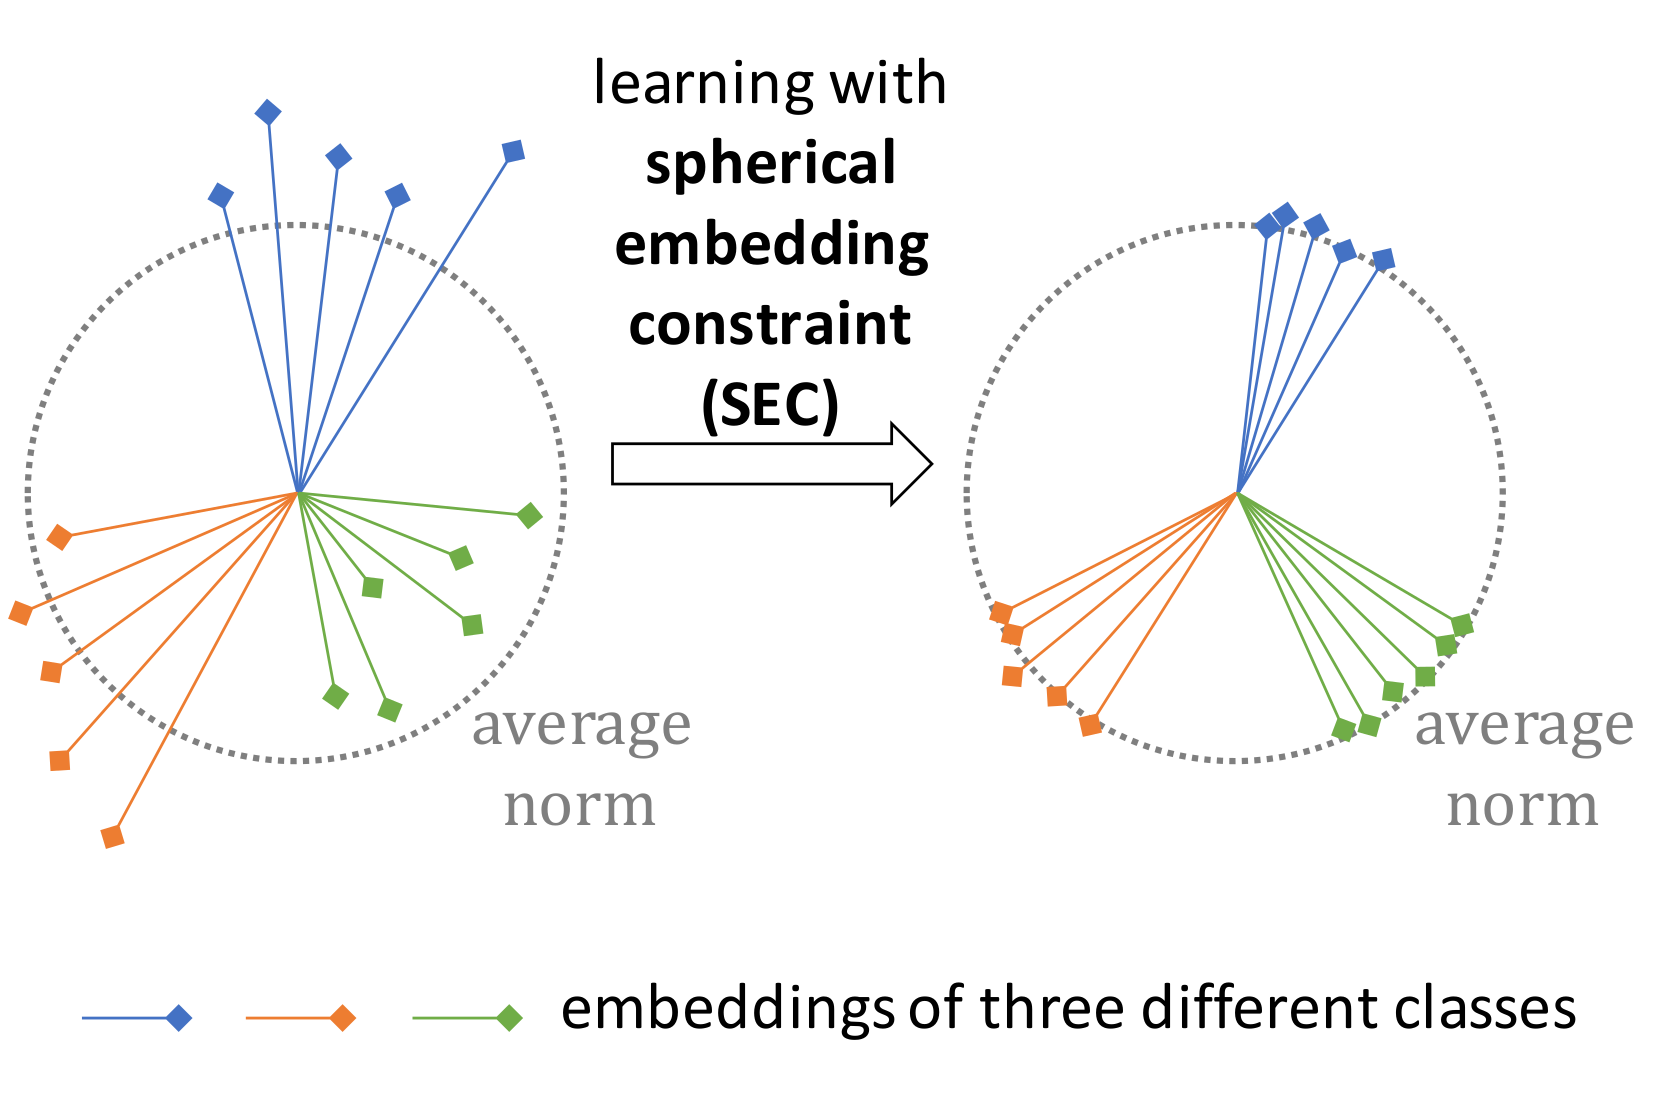 learning with
spherical
embedding
constraint
(SEC)
average
norm
average
norm
embeddings of three different classes